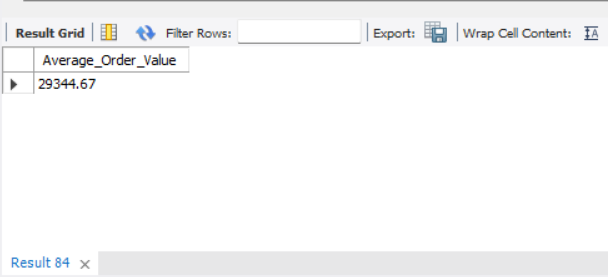 Result Grid Filter Rows: Export: Wrap Cell Content:
Average_Order_Value
29344.67
Result 84